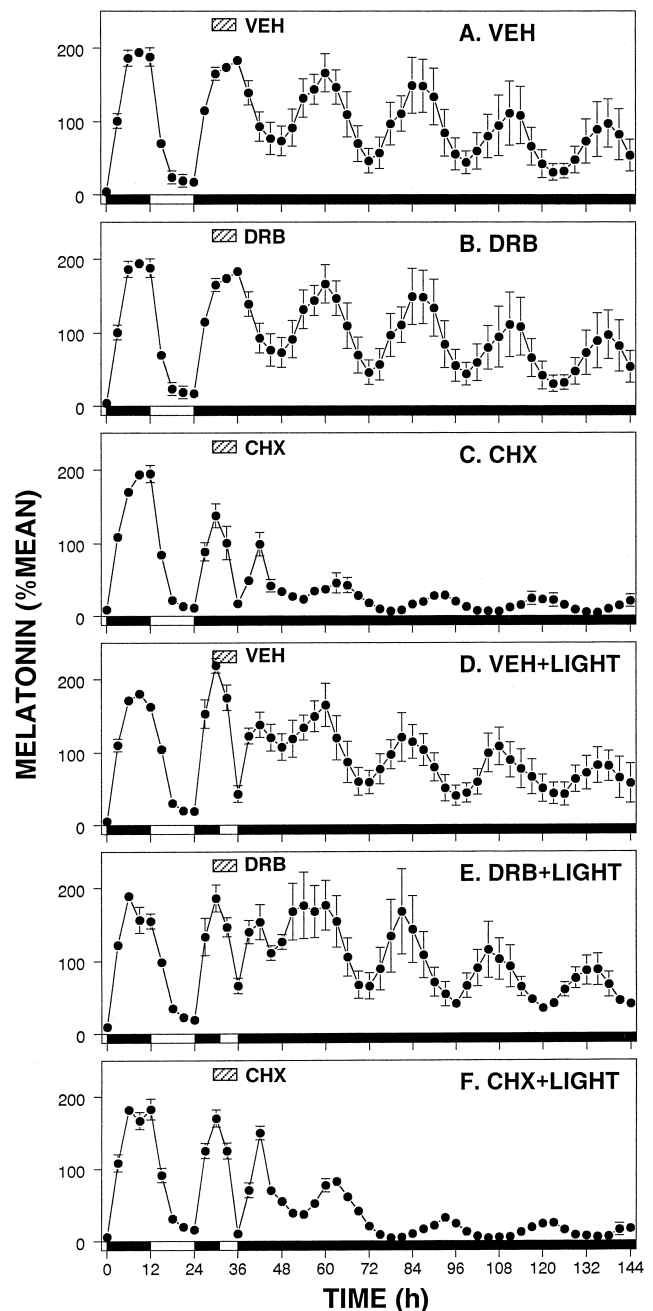 VEH A. VEH
200
100
0
DRB B. DRB
200
100
0
CHX C. CHX
200
100
0
VEH D. VEH+LIGHT
200
100
0
DRB E. DRB+LIGHT
200
100
0
CHX F. CHX+LIGHT
200
100
0
MELATONIN (%MEAN)
0 12 24 36 48 60 72 84 96 108 120 132 144
TIME (h)